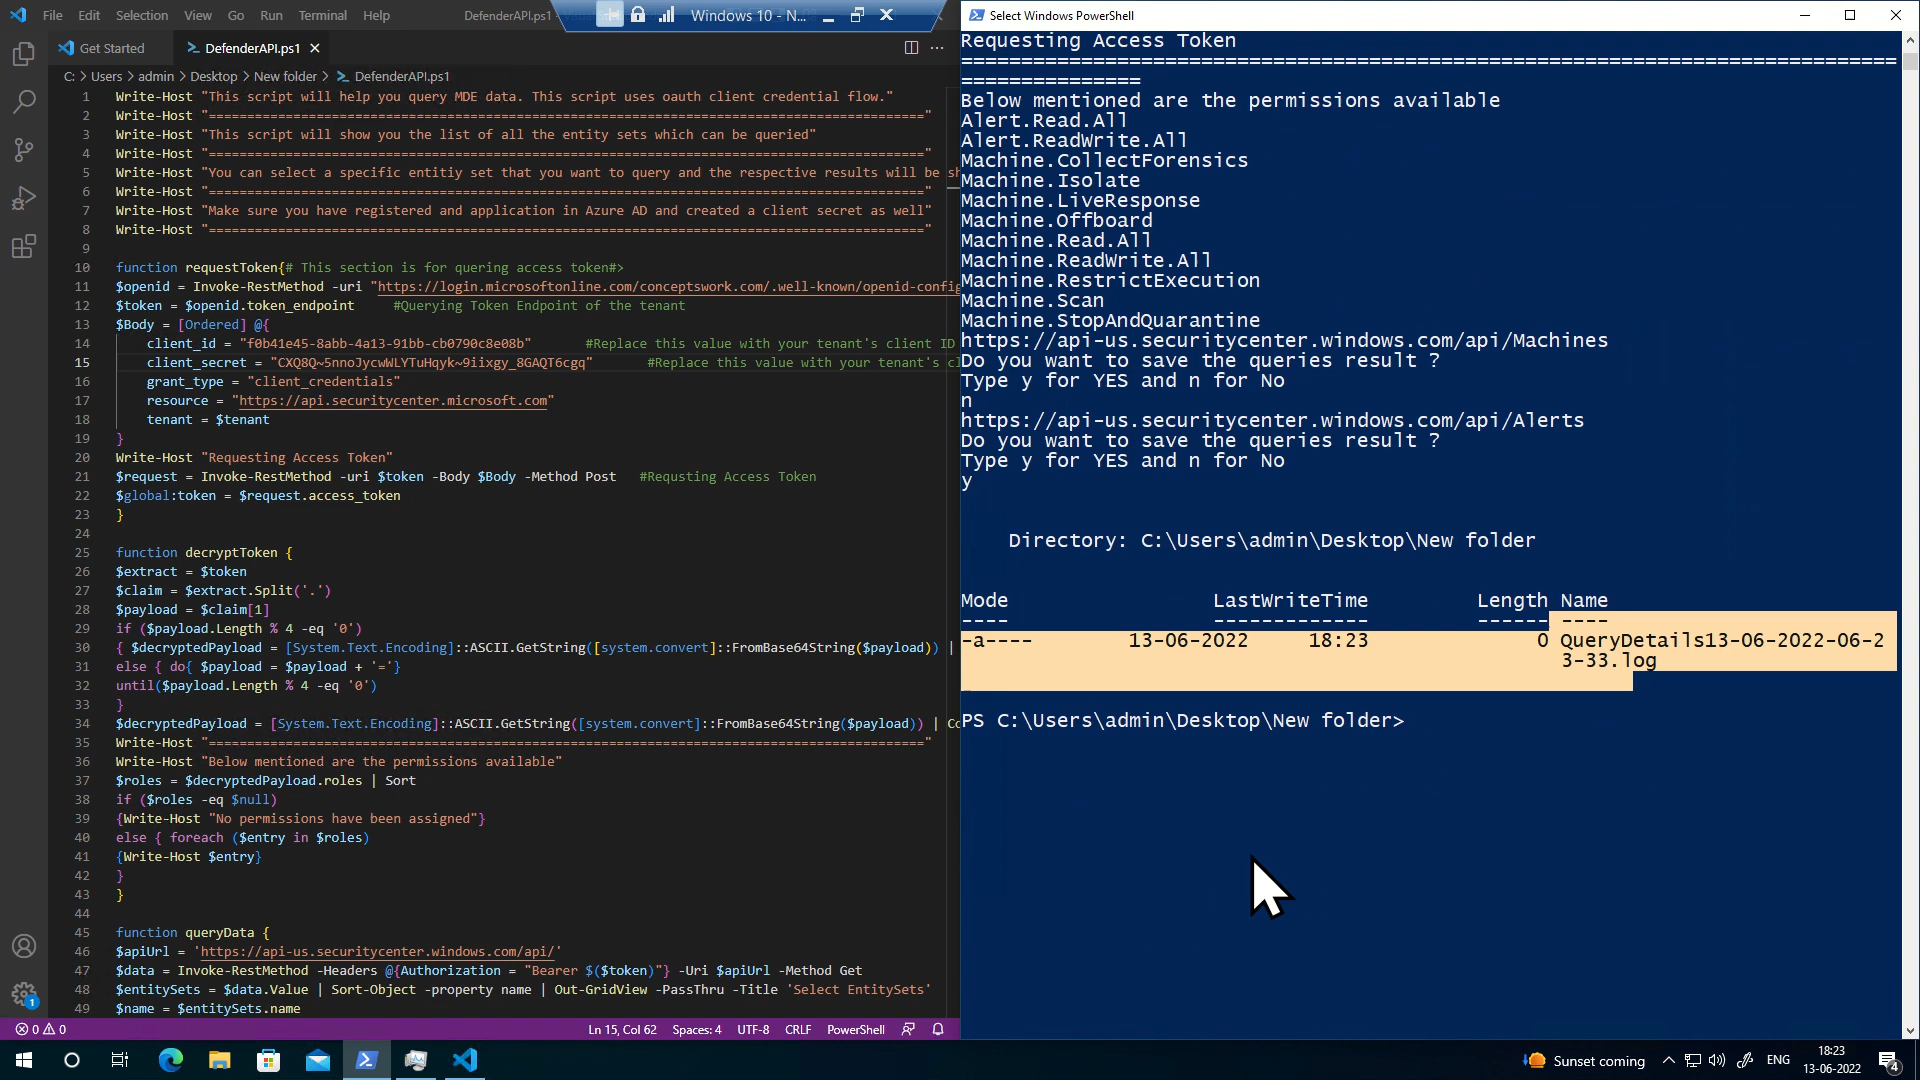 File Edit Selection View Go Run Terminal Help
DefenderAPI.ps1
Windows 10 - N...
Get Started
DefenderAPI.ps1
C: > Users > admin > Desktop > New folder > DefenderAPI.ps1
1 Write-Host "This script will help you query MDE data. This script uses oauth client credential flow."
2 Write-Host "============================================================================================="
3 Write-Host "This script will show you the list of all the entity sets which can be queried"
4 Write-Host "============================================================================================="
5 Write-Host "You can select a specific entitiy set that you want to query and the respective results will be sh
6 Write-Host "============================================================================================="
7 Write-Host "Make sure you have registered and application in Azure AD and created a client secret as well"
8 Write-Host "============================================================================================="
9
10 function requestToken{# This section is for quering access token#>
11 $openid = Invoke-RestMethod -uri "https://login.microsoftonline.com/conceptswork.com/.well-known/openid-config
12 $token = $openid.token_endpoint #Querying Token Endpoint of the tenant
13 $Body = [Ordered] @{
14 client_id = "f0b41e45-8abb-4a13-91bb-cb0790c8e08b" #Replace this value with your tenant's client ID
15 client_secret = "CXQ8Q~5nnoJycwWLYTuHqyk~9iixgy_8GAQT6cgq" #Replace this value with your tenant's cl
16 grant_type = "client_credentials"
17 resource = "https://api.securitycenter.microsoft.com"
18 tenant = $tenant
19 }
20 Write-Host "Requesting Access Token"
21 $request = Invoke-RestMethod -uri $token -Body $Body -Method Post #Requsting Access Token
22 $global:token = $request.access_token
23 }
24
25 function decryptToken {
26 $extract = $token
27 $claim = $extract.Split('.')
28 $payload = $claim[1]
29 if ($payload.Length % 4 -eq '0')
30 { $decryptedPayload = [System.Text.Encoding]::ASCII.GetString([system.convert]::FromBase64String($payload)) |
31 else { do{ $payload = $payload + '='}
32 until($payload.Length % 4 -eq '0')
33 }
34 $decryptedPayload = [System.Text.Encoding]::ASCII.GetString([system.convert]::FromBase64String($payload)) | Co
35 Write-Host "============================================================================================="
36 Write-Host "Below mentioned are the permissions available"
37 $roles = $decryptedPayload.roles | Sort
38 if ($roles -eq $null)
39 {Write-Host "No permissions have been assigned"}
40 else { foreach ($entry in $roles)
41 {Write-Host $entry}
42 }
43 }
44
45 function queryData {
46 $apiUrl = 'https://api-us.securitycenter.windows.com/api/'
47 $data = Invoke-RestMethod -Headers @{Authorization = "Bearer $($token)"} -Uri $apiUrl -Method Get
48 $entitySets = $data.Value | Sort-Object -property name | Out-GridView -PassThru -Title 'Select EntitySets'
49 $name = $entitySets.name
0 0
Ln 15, Col 62 Spaces: 4 UTF-8 CRLF PowerShell
Select Windows PowerShell
Requesting Access Token
==============================================================================
===============
Below mentioned are the permissions available
Alert.Read.All
Alert.ReadWrite.All
Machine.CollectForensics
Machine.Isolate
Machine.LiveResponse
Machine.Offboard
Machine.Read.All
Machine.ReadWrite.All
Machine.RestrictExecution
Machine.Scan
Machine.StopAndQuarantine
https://api-us.securitycenter.windows.com/api/Machines
Do you want to save the queries result ?
Type y for YES and n for No
n
https://api-us.securitycenter.windows.com/api/Alerts
Do you want to save the queries result ?
Type y for YES and n for No
y
Directory: C:\Users\admin\Desktop\New folder
Mode LastWriteTime Length Name
---- ------------- ------ ----
-a---- 13-06-2022 18:23 0 QueryDetails13-06-2022-06-2
3-33.log
PS C:\Users\admin\Desktop\New folder>
1
Sunset coming
ENG
18:23
13-06-2022
4